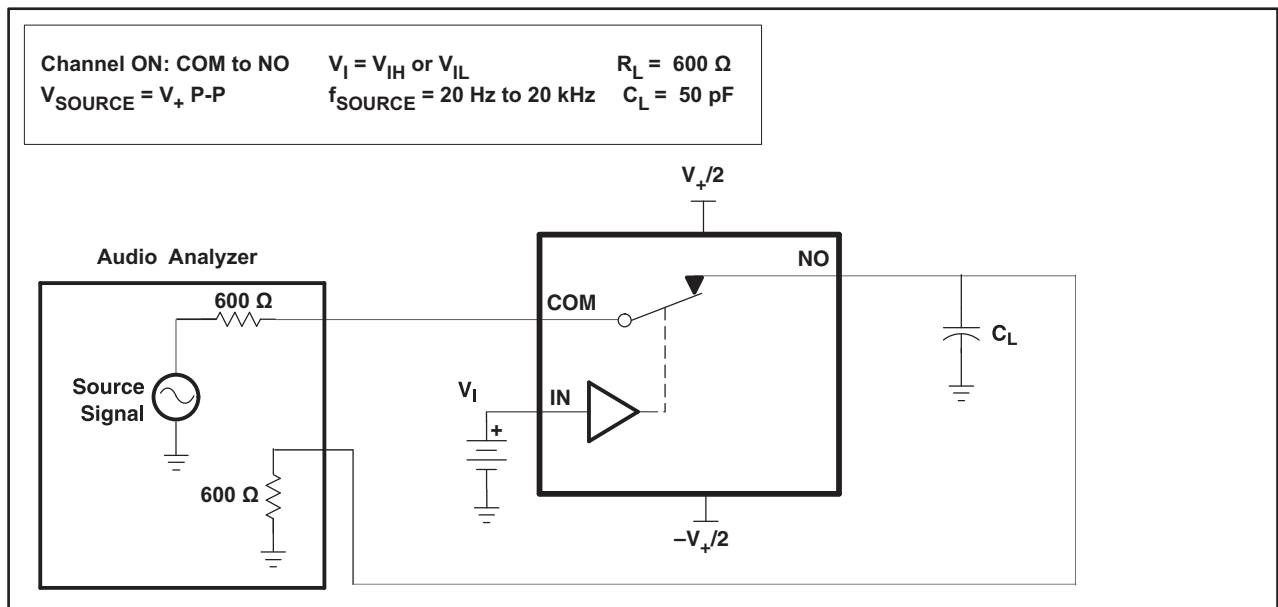 Channel ON: COM to NO V_I = V_IH or V_IL R_L = 600 Ω
V_SOURCE = V_+ P-P f_SOURCE = 20 Hz to 20 kHz C_L = 50 pF
V_+/2
Audio Analyzer
NO
600 Ω
COM
C_L
Source
Signal
V_I
IN
+
600 Ω
–V_+/2